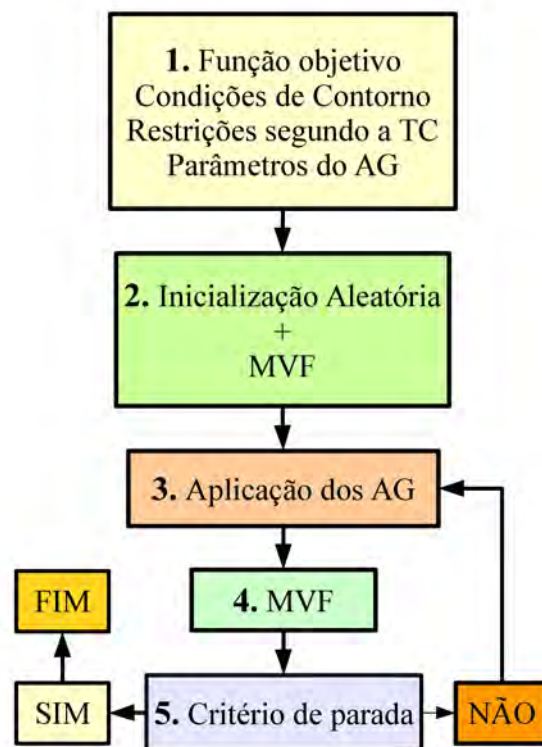 1. Função objetivo
Condições de Contorno
Restrições segundo a TC
Parâmetros do AG
2. Inicialização Aleatória
+
MVF
3. Aplicação dos AG
4. MVF
FIM
SIM
5. Critério de parada
NÃO